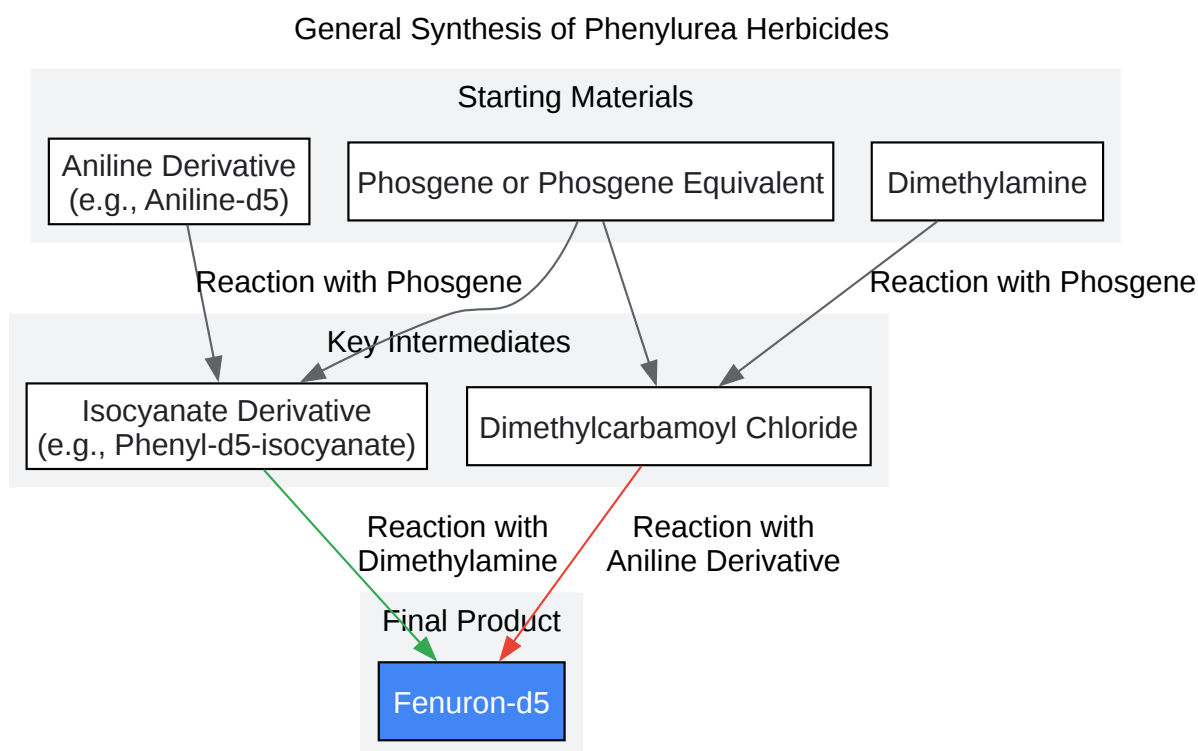 General Synthesis of Phenylurea Herbicides
Starting Materials
Aniline Derivative
(e.g., Aniline-d5)
Phosgene or Phosgene Equivalent
Dimethylamine
Reaction with Phosgene
Reaction with Phosgene
Key Intermediates
Isocyanate Derivative
(e.g., Phenyl-d5-isocyanate)
Dimethylcarbamoyl Chloride
Reaction with
Dimethylamine
Reaction with
Aniline Derivative
Final Product
Fenuron-d5